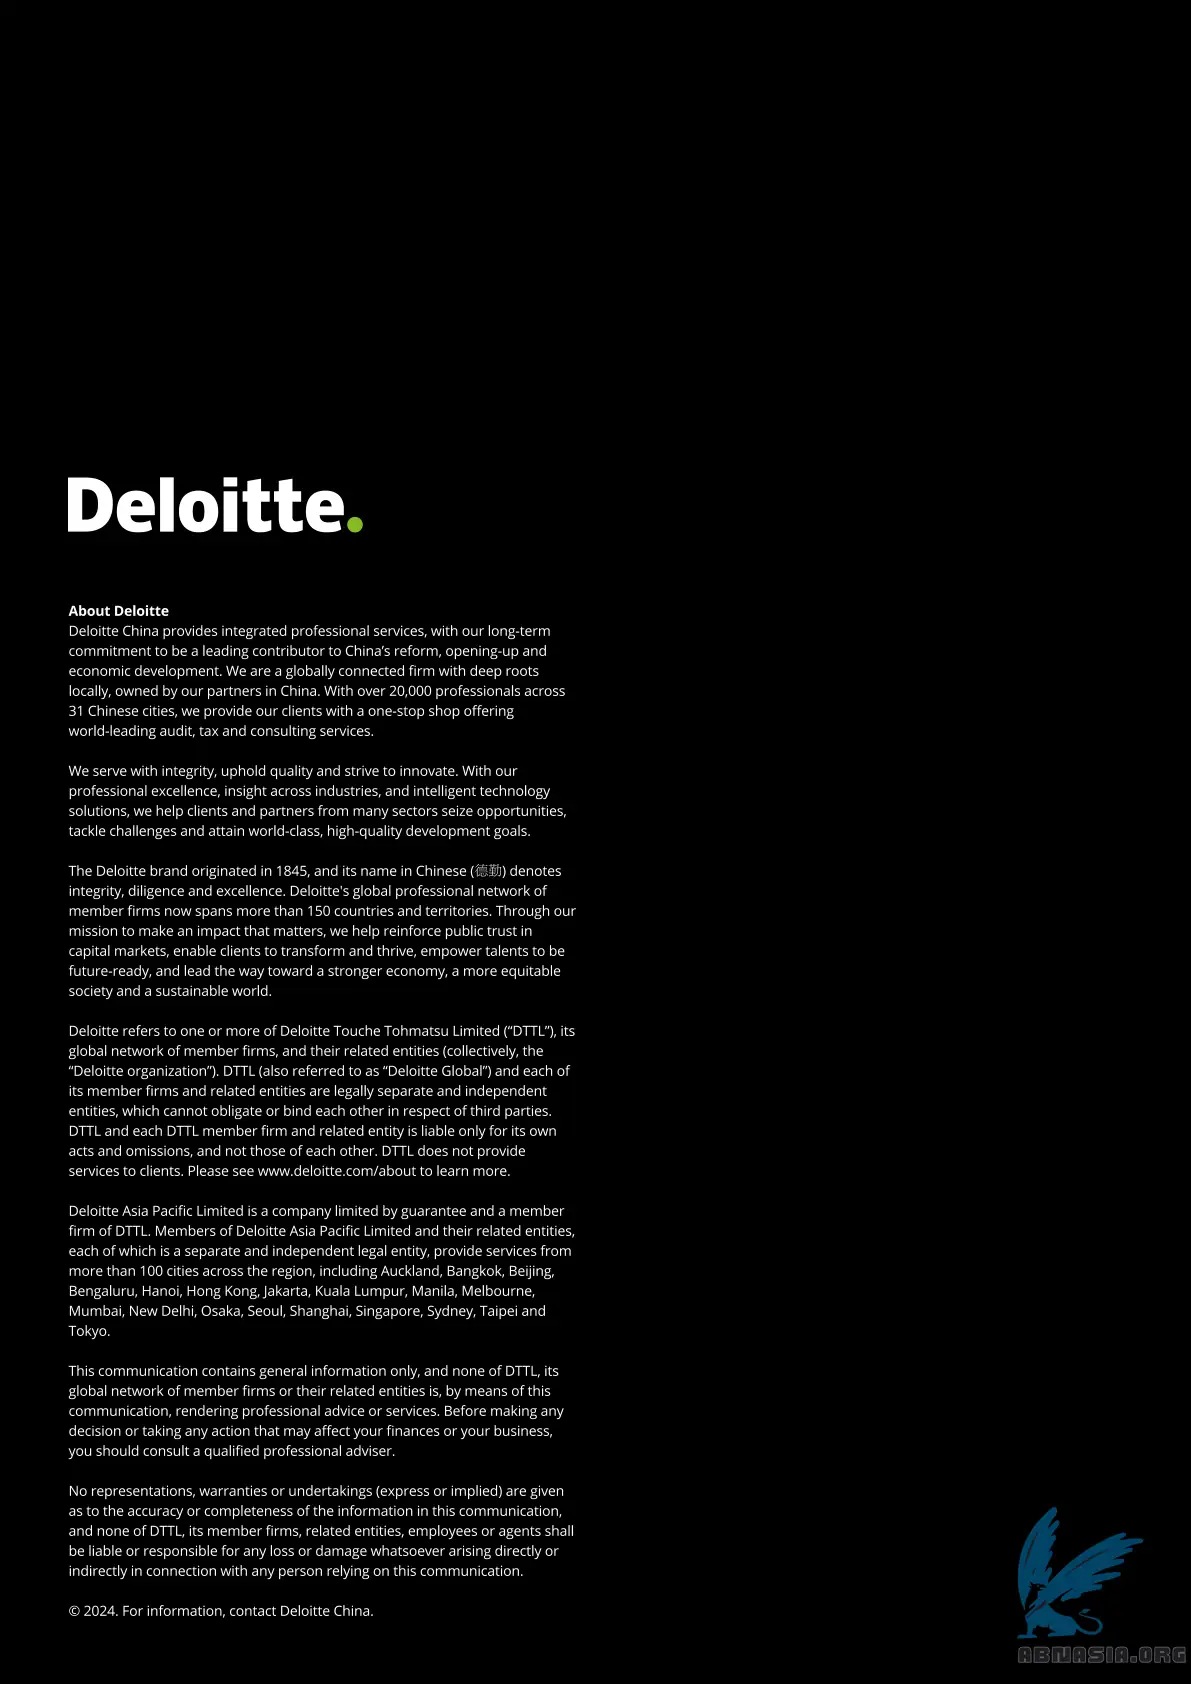 Deloitte.
About Deloitte
Deloitte China provides integrated professional services, with our long-term
commitment to be a leading contributor to China’s reform, opening-up and
economic development. We are a globally connected firm with deep roots
locally, owned by our partners in China. With over 20,000 professionals across
31 Chinese cities, we provide our clients with a one-stop shop offering
world-leading audit, tax and consulting services.
We serve with integrity, uphold quality and strive to innovate. With our
professional excellence, insight across industries, and intelligent technology
solutions, we help clients and partners from many sectors seize opportunities,
tackle challenges and attain world-class, high-quality development goals.
The Deloitte brand originated in 1845, and its name in Chinese (德勤) denotes
integrity, diligence and excellence. Deloitte's global professional network of
member firms now spans more than 150 countries and territories. Through our
mission to make an impact that matters, we help reinforce public trust in
capital markets, enable clients to transform and thrive, empower talents to be
future-ready, and lead the way toward a stronger economy, a more equitable
society and a sustainable world.
Deloitte refers to one or more of Deloitte Touche Tohmatsu Limited (“DTTL”), its
global network of member firms, and their related entities (collectively, the
“Deloitte organization”). DTTL (also referred to as “Deloitte Global”) and each of
its member firms and related entities are legally separate and independent
entities, which cannot obligate or bind each other in respect of third parties.
DTTL and each DTTL member firm and related entity is liable only for its own
acts and omissions, and not those of each other. DTTL does not provide
services to clients. Please see www.deloitte.com/about to learn more.
Deloitte Asia Pacific Limited is a company limited by guarantee and a member
firm of DTTL. Members of Deloitte Asia Pacific Limited and their related entities,
each of which is a separate and independent legal entity, provide services from
more than 100 cities across the region, including Auckland, Bangkok, Beijing,
Bengaluru, Hanoi, Hong Kong, Jakarta, Kuala Lumpur, Manila, Melbourne,
Mumbai, New Delhi, Osaka, Seoul, Shanghai, Singapore, Sydney, Taipei and
Tokyo.
This communication contains general information only, and none of DTTL, its
global network of member firms or their related entities is, by means of this
communication, rendering professional advice or services. Before making any
decision or taking any action that may affect your finances or your business,
you should consult a qualified professional adviser.
No representations, warranties or undertakings (express or implied) are given
as to the accuracy or completeness of the information in this communication,
and none of DTTL, its member firms, related entities, employees or agents shall
be liable or responsible for any loss or damage whatsoever arising directly or
indirectly in connection with any person relying on this communication.
© 2024. For information, contact Deloitte China.
ABNASIA.ORG